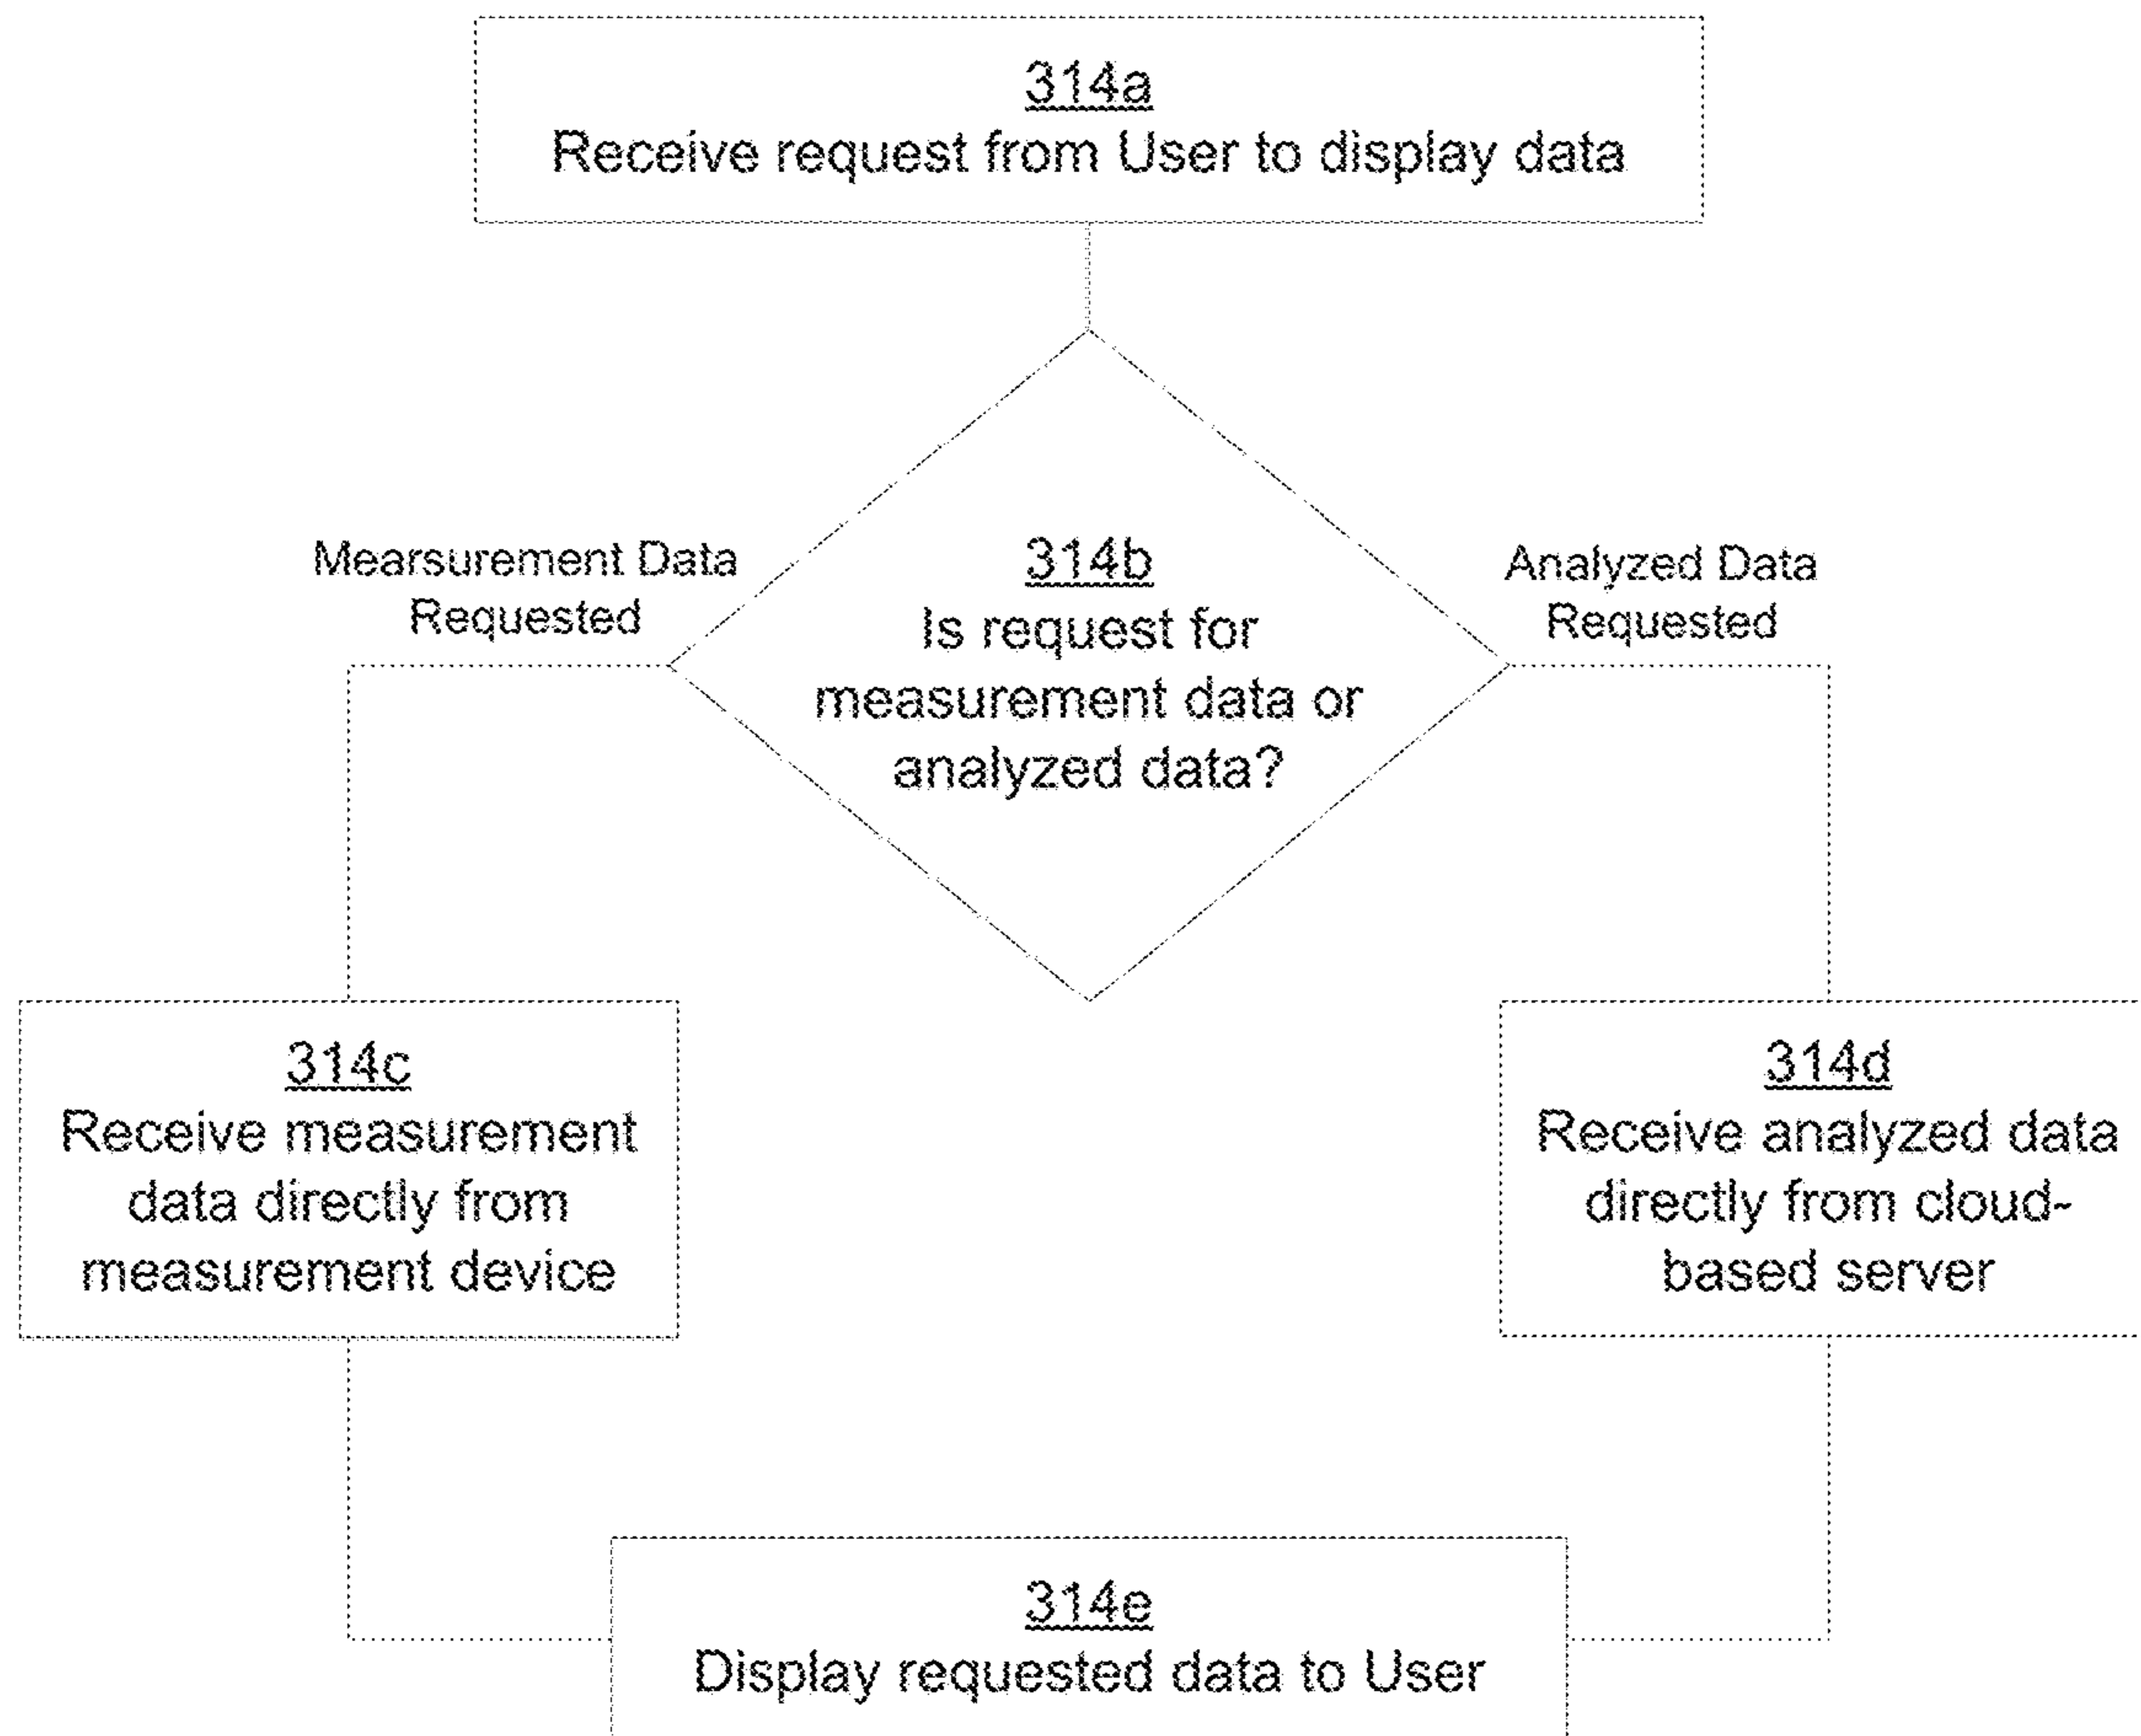 314a
Receive request from User to display data
Mearsurement Data
Requested
314b
Is request for
measurement data or
analyzed data?
Analyzed Data
Requested
314c
Receive measurement
data directly from
measurement device
314d
Receive analyzed data
directly from cloud-
based server
314e
Display requested data to User